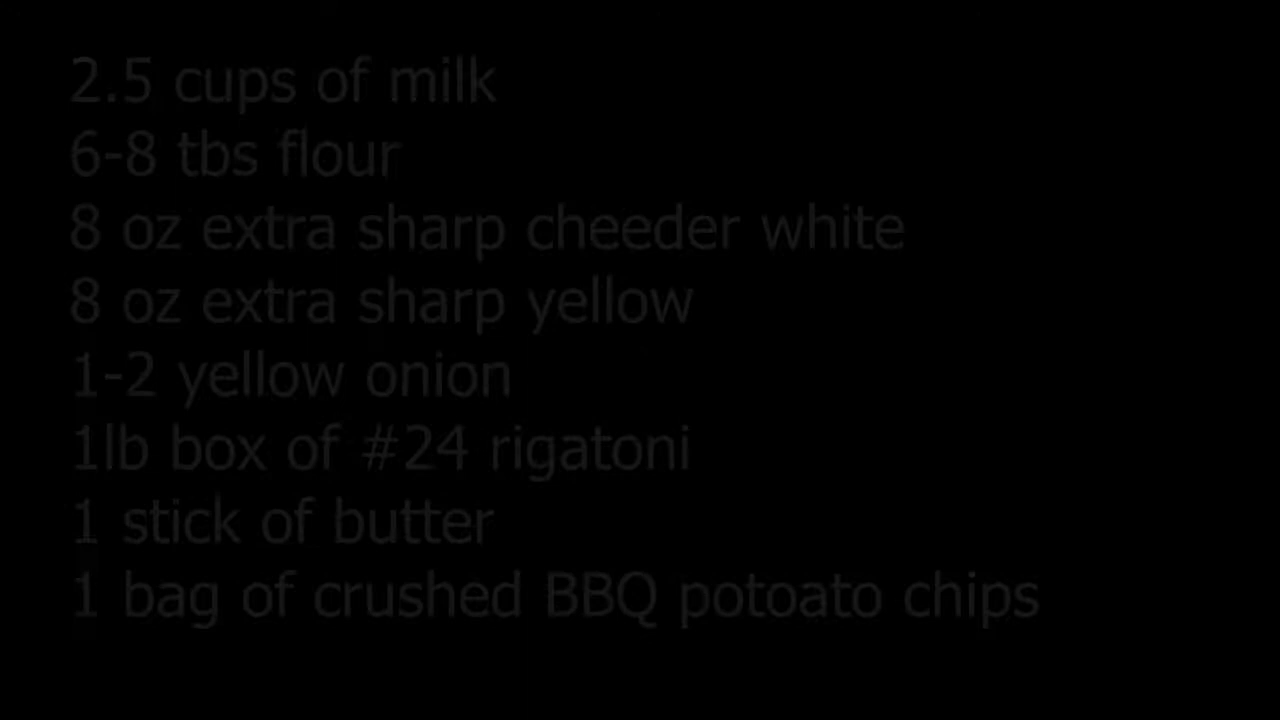 2.5 cups of milk
6-8 tbs flour
8 oz extra sharp cheeder white
8 oz extra sharp yellow
1-2 yellow onion
1lb box of #24 rigatoni
1 stick of butter
1 bag of crushed BBQ potoato chips